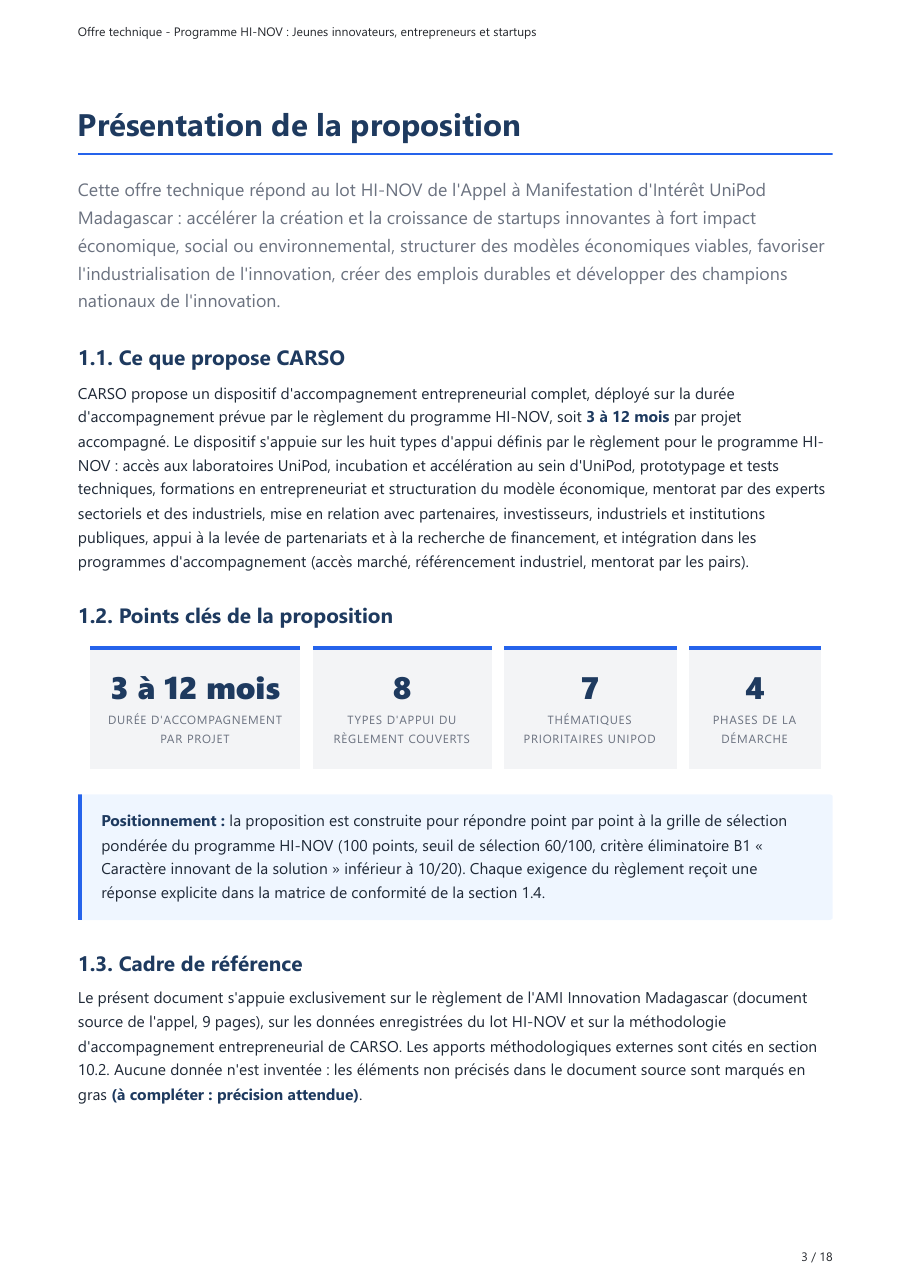 Offre technique - Programme HI-NOV : Jeunes innovateurs, entrepreneurs et startups
Présentation de la proposition
Cette offre technique répond au lot HI-NOV de l'Appel à Manifestation d'Intérêt UniPod
Madagascar : accélérer la création et la croissance de startups innovantes à fort impact
économique, social ou environnemental, structurer des modèles économiques viables, favoriser
l'industrialisation de l'innovation, créer des emplois durables et développer des champions
nationaux de l'innovation.
1.1. Ce que propose CARSO
CARSO propose un dispositif d'accompagnement entrepreneurial complet, déployé sur la durée
d'accompagnement prévue par le règlement du programme HI-NOV, soit 3 à 12 mois par projet
accompagné. Le dispositif s'appuie sur les huit types d'appui définis par le règlement pour le programme HI-
NOV : accès aux laboratoires UniPod, incubation et accélération au sein d'UniPod, prototypage et tests
techniques, formations en entrepreneuriat et structuration du modèle économique, mentorat par des experts
sectoriels et des industriels, mise en relation avec partenaires, investisseurs, industriels et institutions
publiques, appui à la levée de partenariats et à la recherche de financement, et intégration dans les
programmes d'accompagnement (accès marché, référencement industriel, mentorat par les pairs).
1.2. Points clés de la proposition
3 à 12 mois
DURÉE D'ACCOMPAGNEMENT
PAR PROJET
8
TYPES D'APPUI DU
RÈGLEMENT COUVERTS
7
THÉMATIQUES
PRIORITAIRES UNIPOD
4
PHASES DE LA
DÉMARCHE
Positionnement : la proposition est construite pour répondre point par point à la grille de sélection
pondérée du programme HI-NOV (100 points, seuil de sélection 60/100, critère éliminatoire B1 «
Caractère innovant de la solution » inférieur à 10/20). Chaque exigence du règlement reçoit une
réponse explicite dans la matrice de conformité de la section 1.4.
1.3. Cadre de référence
Le présent document s'appuie exclusivement sur le règlement de l'AMI Innovation Madagascar (document
source de l'appel, 9 pages), sur les données enregistrées du lot HI-NOV et sur la méthodologie
d'accompagnement entrepreneurial de CARSO. Les apports méthodologiques externes sont cités en section
10.2. Aucune donnée n'est inventée : les éléments non précisés dans le document source sont marqués en
gras (à compléter : précision attendue).
3 / 18